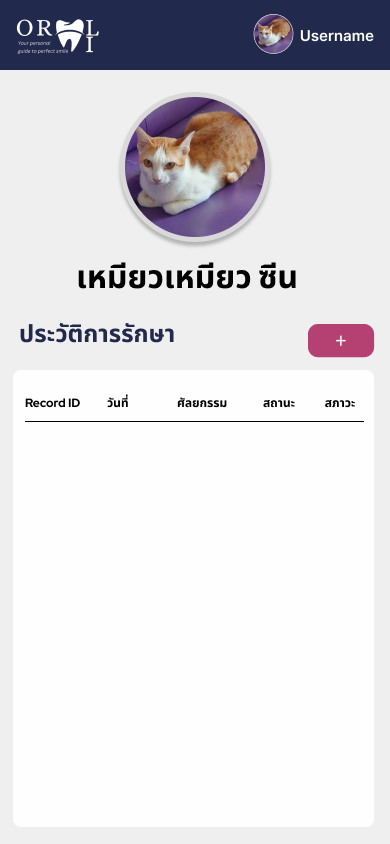 OR LI
Your personal
guide to perfect smile
Username
เหมียวเหมียว ซีน
ประวัติการรักษา
+
Record ID วันที่ ศัลยกรรม สถานะ สภาวะ